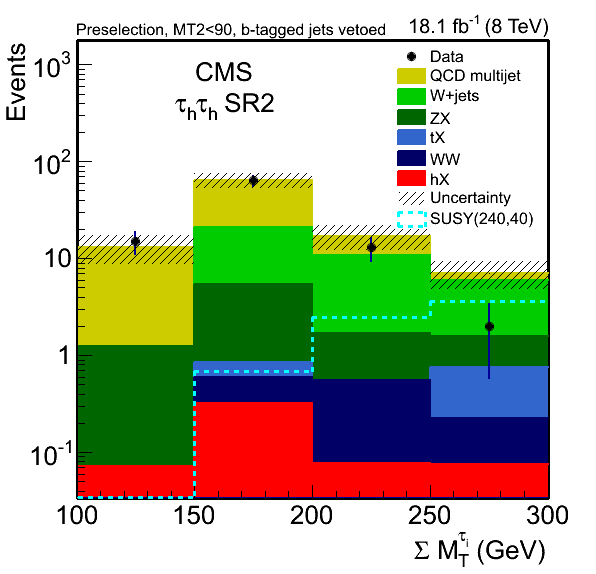 Preselection, MT2<90, b-tagged jets vetoed
18.1 fb⁻¹ (8 TeV)
Events
10³
10²
10
1
10⁻¹
CMS
τ_hτ_h SR2
Data
QCD multijet
W+jets
ZX
tX
WW
hX
Uncertainty
SUSY(240,40)
100 150 200 250 300
Σ M_T^{τ_i} (GeV)